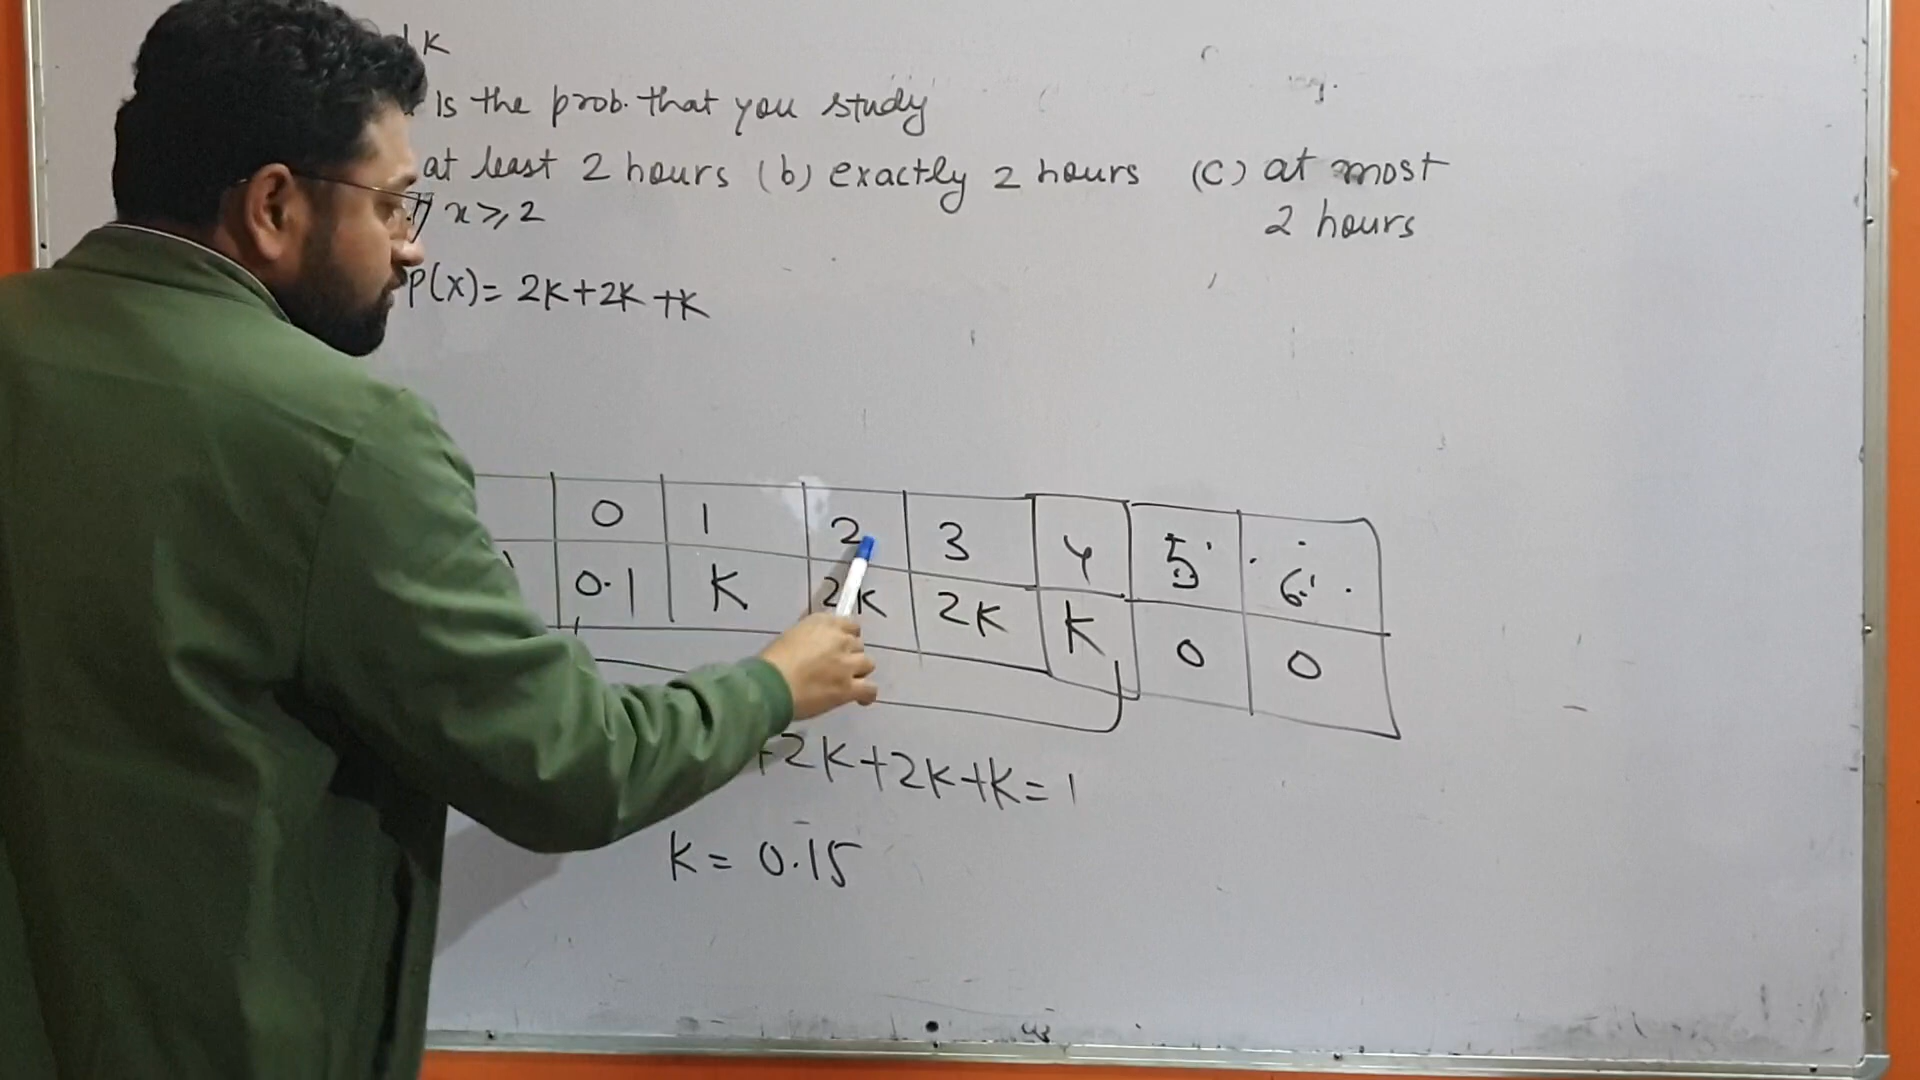 K
is the prob. that you study
at least 2 hours (b) exactly 2 hours (c) at most
2 hours
x ⩾ 2
P(x) = 2K+2K+K
0 1 2 3 4 5 6
0.1 K 2K 2K K 0 0
+2K+2K+K=1
K = 0.15